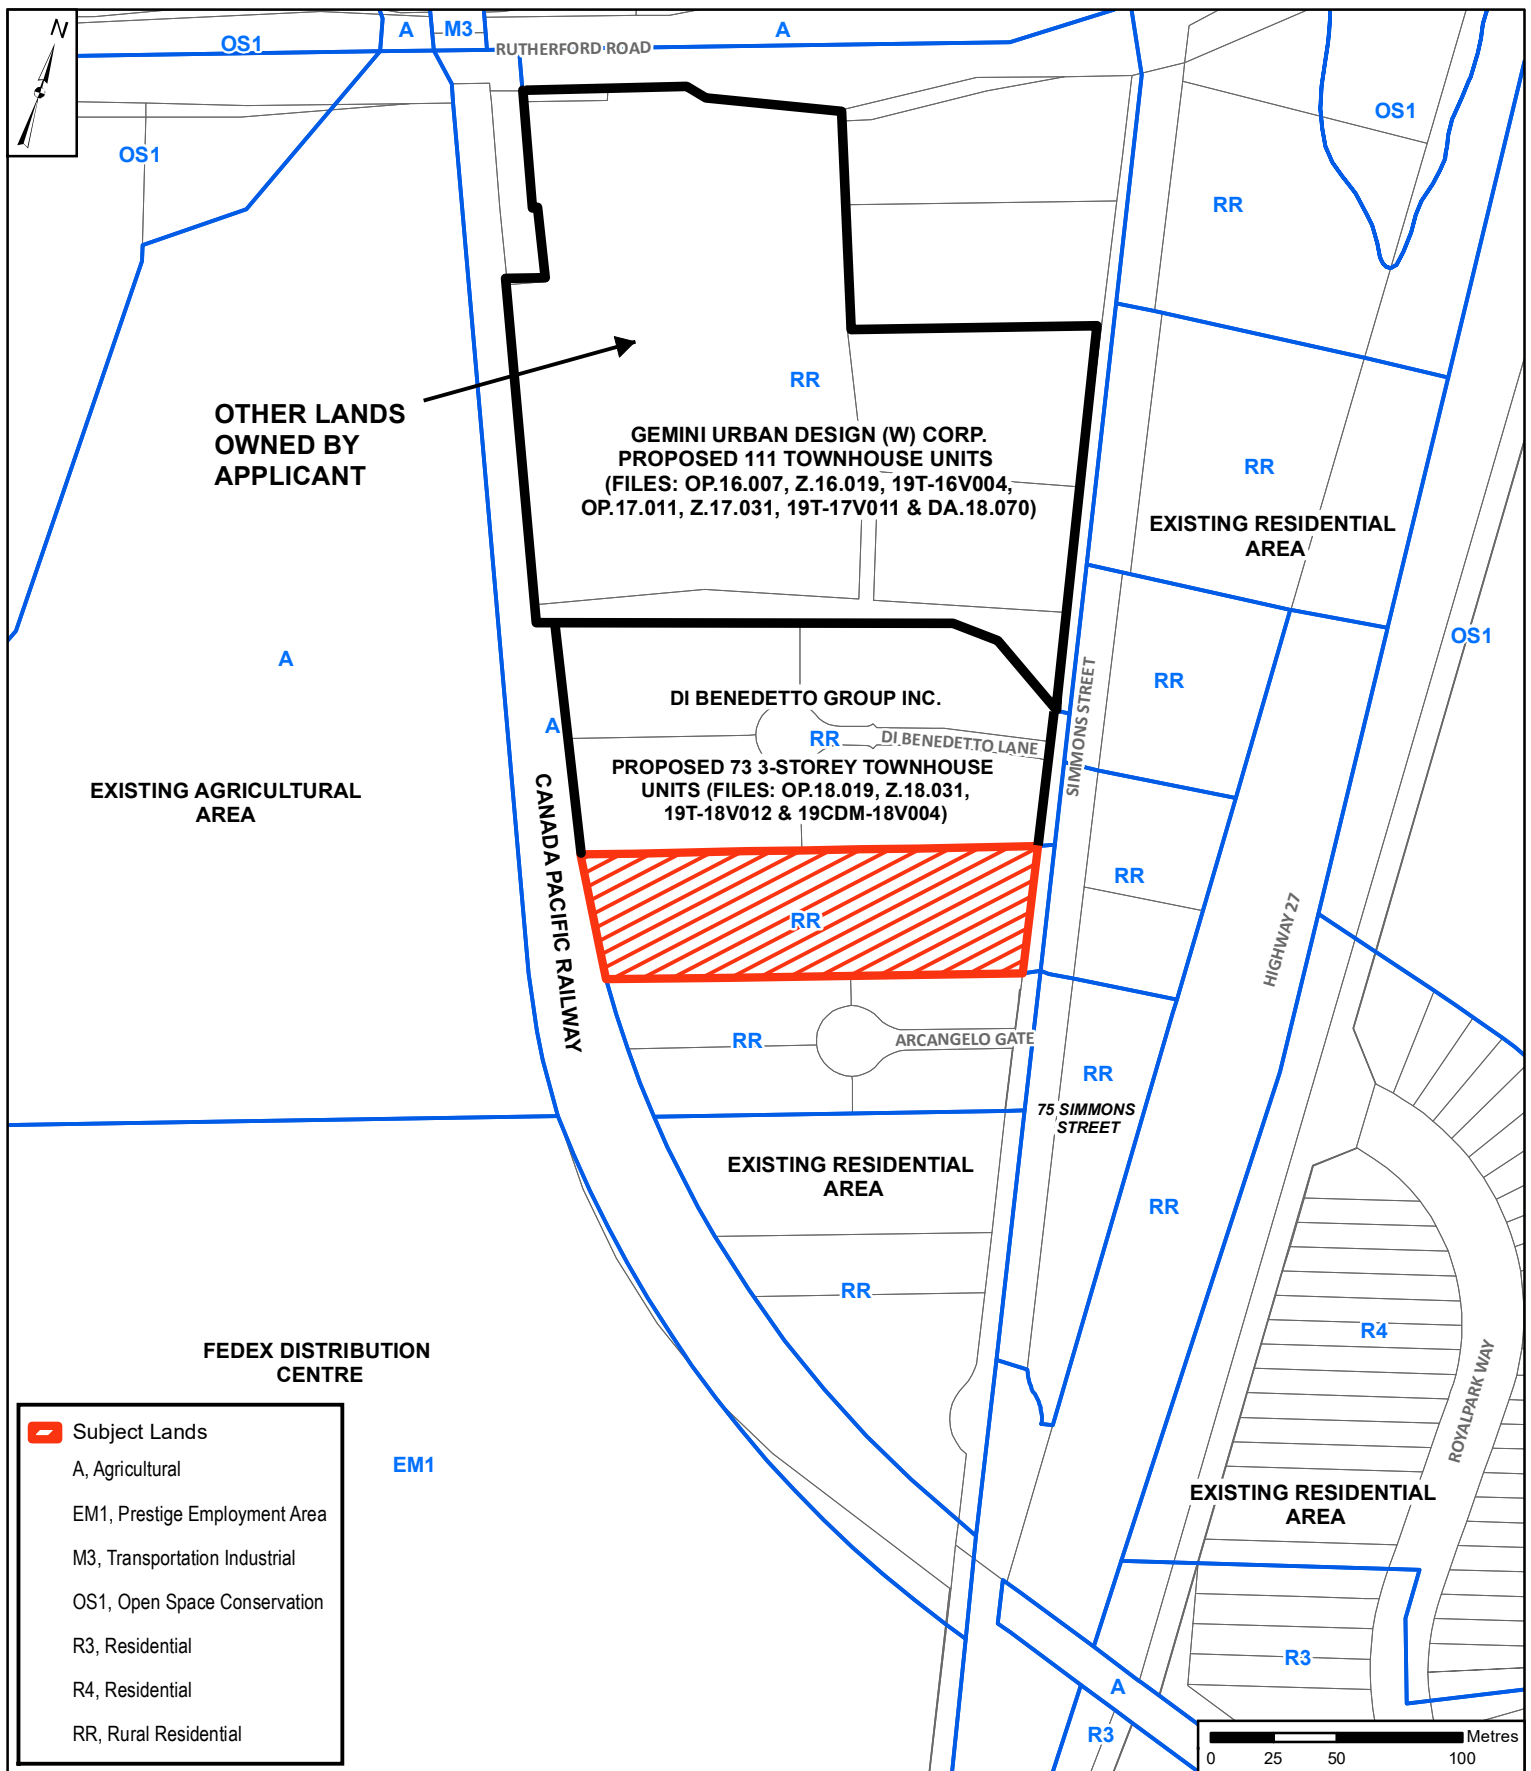 N
OS1
A
M3
A
RUTHERFORD ROAD
OS1
OS1
RR
OTHER LANDS
OWNED BY
APPLICANT
RR
GEMINI URBAN DESIGN (W) CORP.
PROPOSED 111 TOWNHOUSE UNITS
(FILES: OP.16.007, Z.16.019, 19T-16V004,
OP.17.011, Z.17.031, 19T-17V011 & DA.18.070)
RR
EXISTING RESIDENTIAL
AREA
OS1
A
RR
SIMMONS STREET
DI BENEDETTO GROUP INC.
A
RR
DI BENEDETTO LANE
PROPOSED 73 3-STOREY TOWNHOUSE
UNITS (FILES: OP.18.019, Z.18.031,
19T-18V012 & 19CDM-18V004)
EXISTING AGRICULTURAL
AREA
CANADA PACIFIC RAILWAY
RR
RR
HIGHWAY 27
RR
ARCANGELO GATE
RR
75 SIMMONS
STREET
EXISTING RESIDENTIAL
AREA
RR
RR
R4
ROYALPARK WAY
FEDEX DISTRIBUTION
CENTRE
EM1
EXISTING RESIDENTIAL
AREA
R3
A
R3
Subject Lands
A, Agricultural
EM1, Prestige Employment Area
M3, Transportation Industrial
OS1, Open Space Conservation
R3, Residential
R4, Residential
RR, Rural Residential
Metres
0 25 50 100